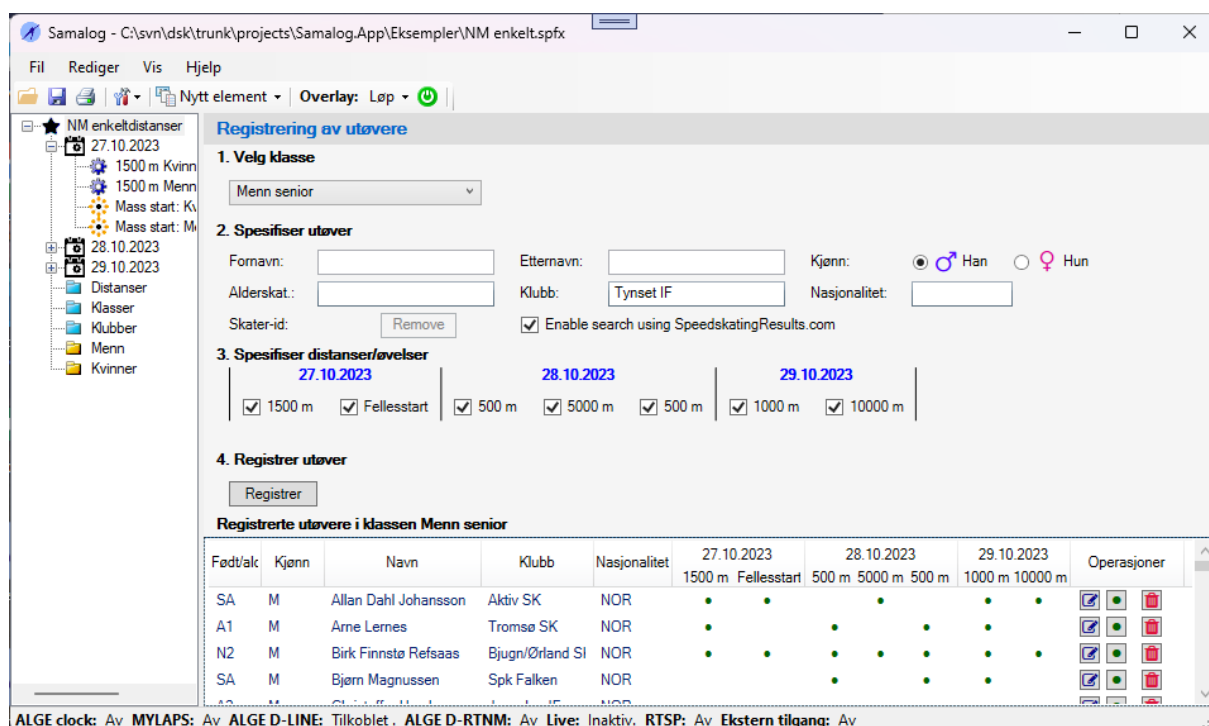 Samalog - C:\svn\dsk\trunk\projects\Samalog.App\Eksempler\NM enkelt.spfx
Fil Rediger Vis Hjelp
Nytt element Overlay: Løp
NM enkeltdistanser
27.10.2023
1500 m Kvinn
1500 m Menn
Mass start: Kv
Mass start: Me
28.10.2023
29.10.2023
Distanser
Klasser
Klubber
Menn
Kvinner
Registrering av utøvere
1. Velg klasse
Menn senior
2. Spesifiser utøver
Fornavn: Etternavn: Kjønn: Han Hun
Alderskat.: Klubb: Tynset IF Nasjonalitet:
Skater-id: Remove Enable search using SpeedskatingResults.com
3. Spesifiser distanser/øvelser
27.10.2023 28.10.2023 29.10.2023
1500 m Fellesstart 500 m 5000 m 500 m 1000 m 10000 m
4. Registrer utøver
Registrer
Registrerte utøvere i klassen Menn senior
Født/alc Kjønn Navn Klubb Nasjonalitet 27.10.2023 28.10.2023 29.10.2023 Operasjoner
1500 m Fellesstart 500 m 5000 m 500 m 1000 m 10000 m
SA M Allan Dahl Johansson Aktiv SK NOR
A1 M Arne Lernes Tromsø SK NOR
N2 M Birk Finnstø Refsaas Bjugn/Ørland Sl NOR
SA M Bjørn Magnussen Spk Falken
ALGE clock: Av MYLAPS: Av ALGE D-LINE: Tilkoblet. ALGE D-RTNM: Av Live: Inaktiv. RTSP: Av Ekstern tilgang: Av